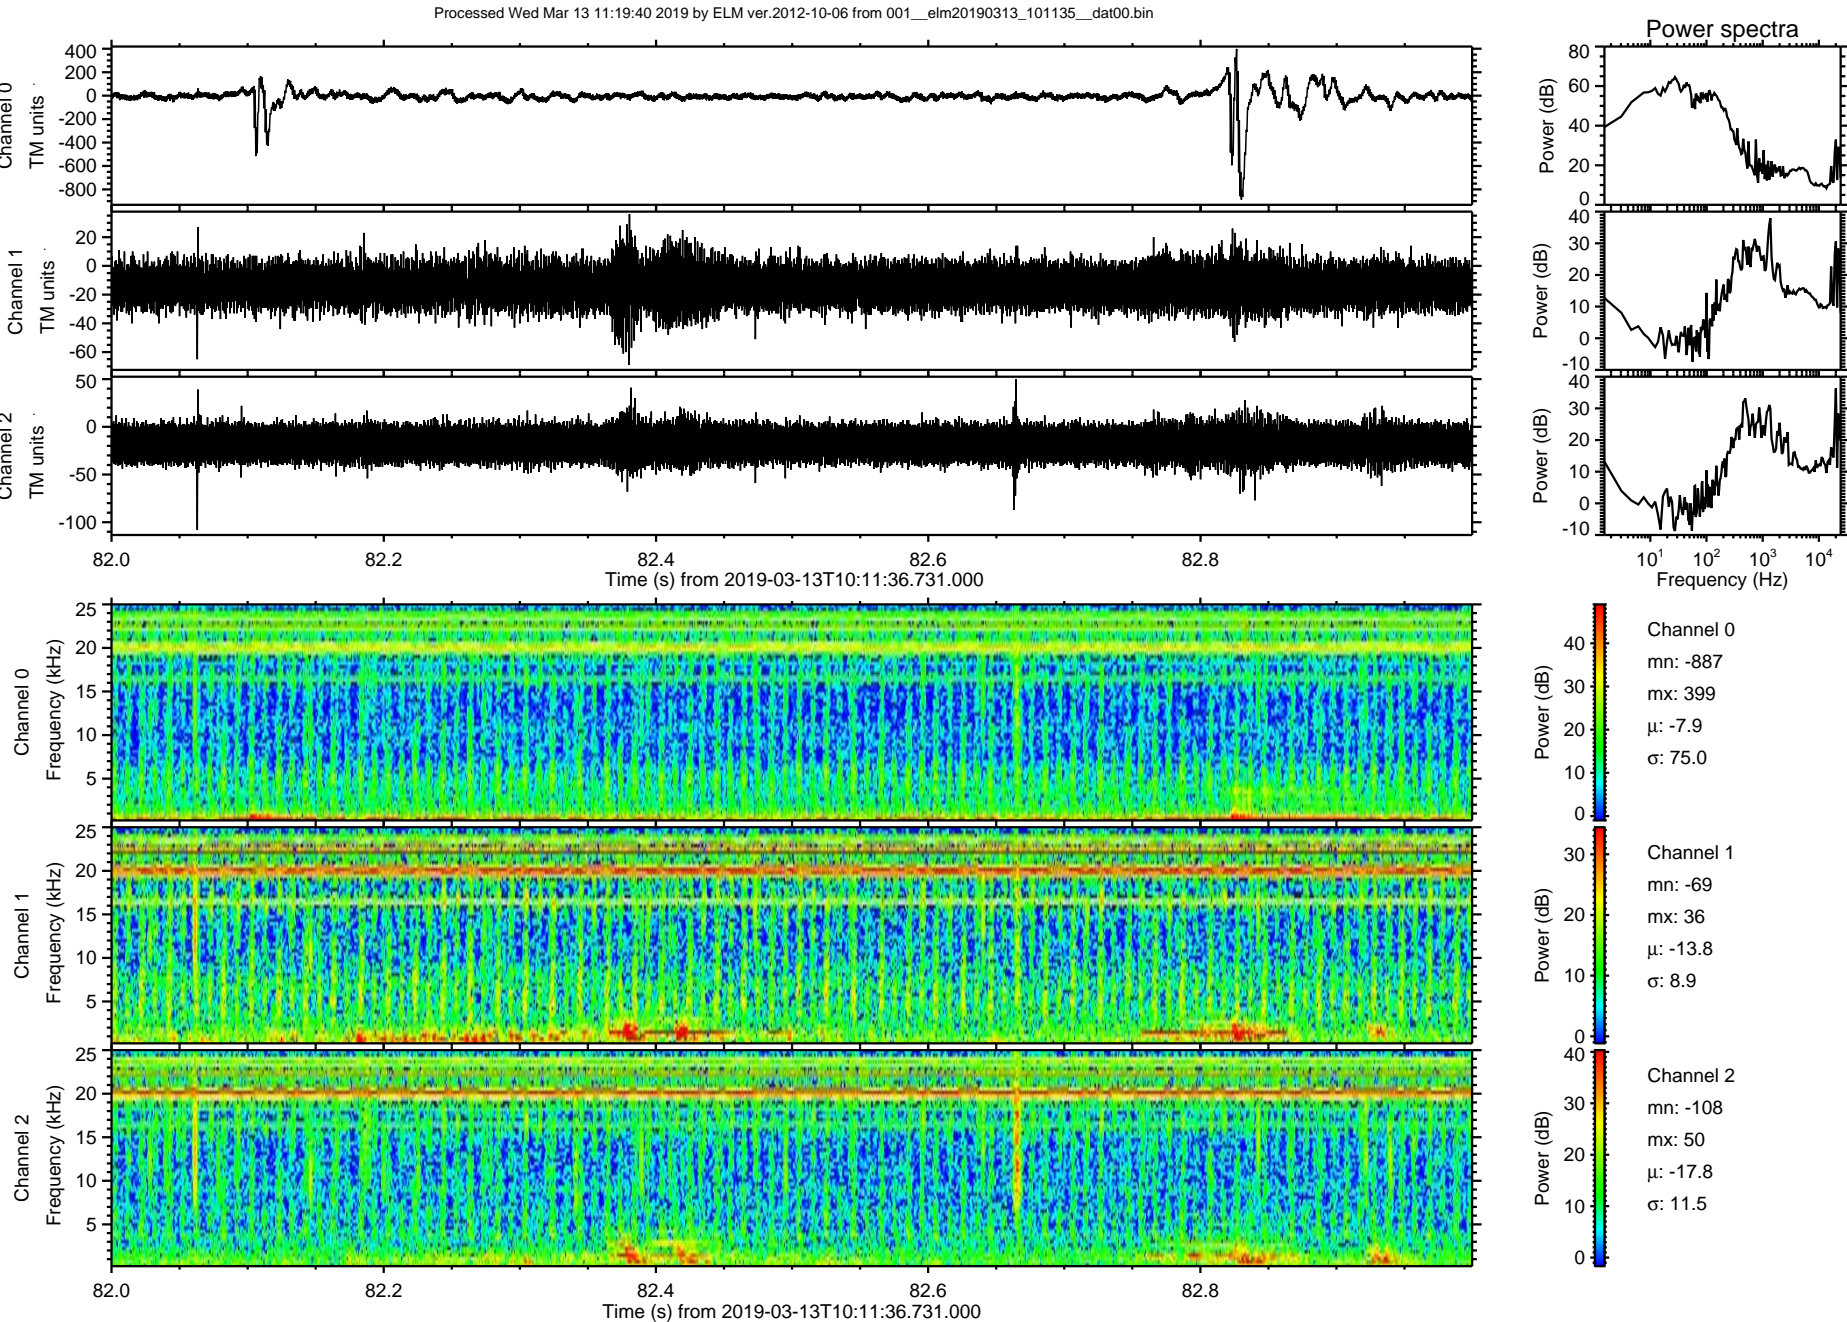 Processed Wed Mar 13 11:19:40 2019 by ELM ver.2012-10-06 from 001__elm20190313_101135__dat00.bin
Power spectra
Channel 0
TM units
400
200
0
-200
-400
-600
-800
Power (dB)
80
60
40
20
0
Channel 1
TM units
20
0
-20
-40
-60
Power (dB)
40
30
20
10
0
-10
Channel 2
TM units
50
0
-50
-100
Power (dB)
40
30
20
10
0
-10
82.0 82.2 82.4 82.6 82.8
Time (s) from 2019-03-13T10:11:36.731.000
10^1 10^2 10^3 10^4
Frequency (Hz)
Channel 0
Frequency (kHz)
25
20
15
10
5
Power (dB)
40
30
20
10
0
Channel 0
mn: -887
mx: 399
μ: -7.9
σ: 75.0
Channel 1
Frequency (kHz)
25
20
15
10
5
Power (dB)
30
20
10
0
Channel 1
mn: -69
mx: 36
μ: -13.8
σ: 8.9
Channel 2
Frequency (kHz)
25
20
15
10
5
Power (dB)
40
30
20
10
0
Channel 2
mn: -108
mx: 50
μ: -17.8
σ: 11.5
82.0 82.2 82.4 82.6 82.8
Time (s) from 2019-03-13T10:11:36.731.000